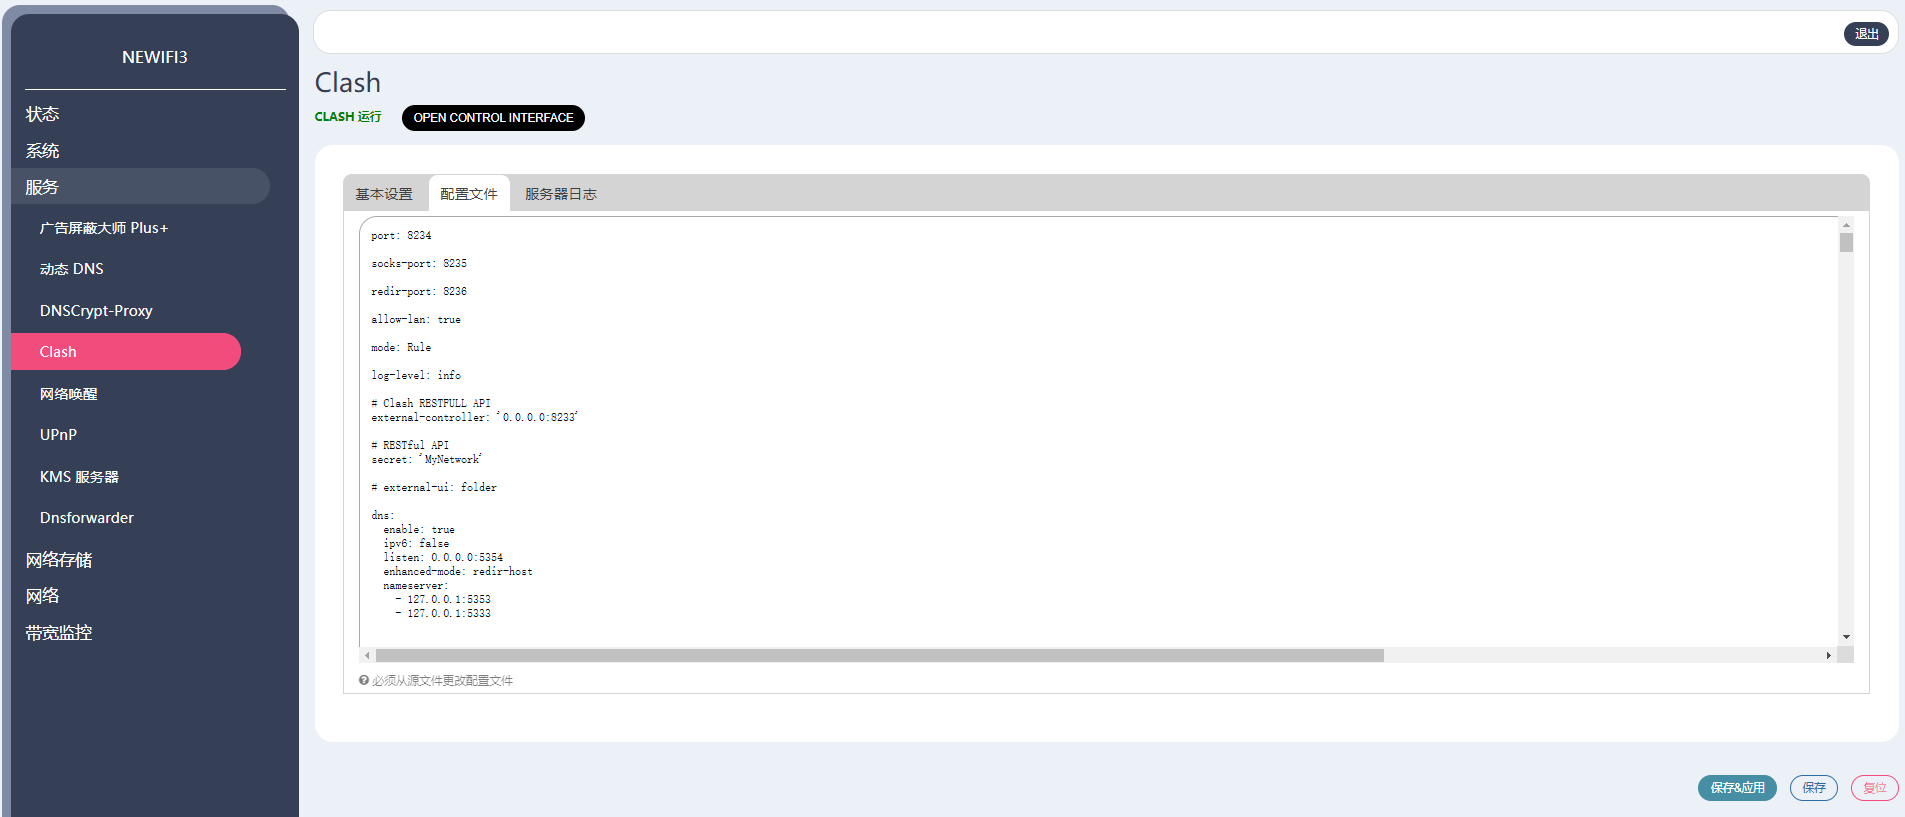 NEWIFI3
状态
系统
服务
广告屏蔽大师 Plus+
动态 DNS
DNSCrypt-Proxy
Clash
网络唤醒
UPnP
KMS 服务器
Dnsforwarder
网络存储
网络
带宽监控
退出
Clash
CLASH 运行
OPEN CONTROL INTERFACE
基本设置
配置文件
服务器日志
port: 8234
socks-port: 8235
redir-port: 8236
allow-lan: true
mode: Rule
log-level: info
# Clash RESTFULL API
external-controller: '0.0.0.0:8233'
# RESTful API
secret: 'MyNetwork'
# external-ui: folder
dns:
  enable: true
  ipv6: false
  listen: 0.0.0.0:5354
  enhanced-mode: redir-host
  nameserver:
    - 127.0.0.1:5353
    - 127.0.0.1:5333
必须从源文件更改配置文件
保存&应用
保存
复位